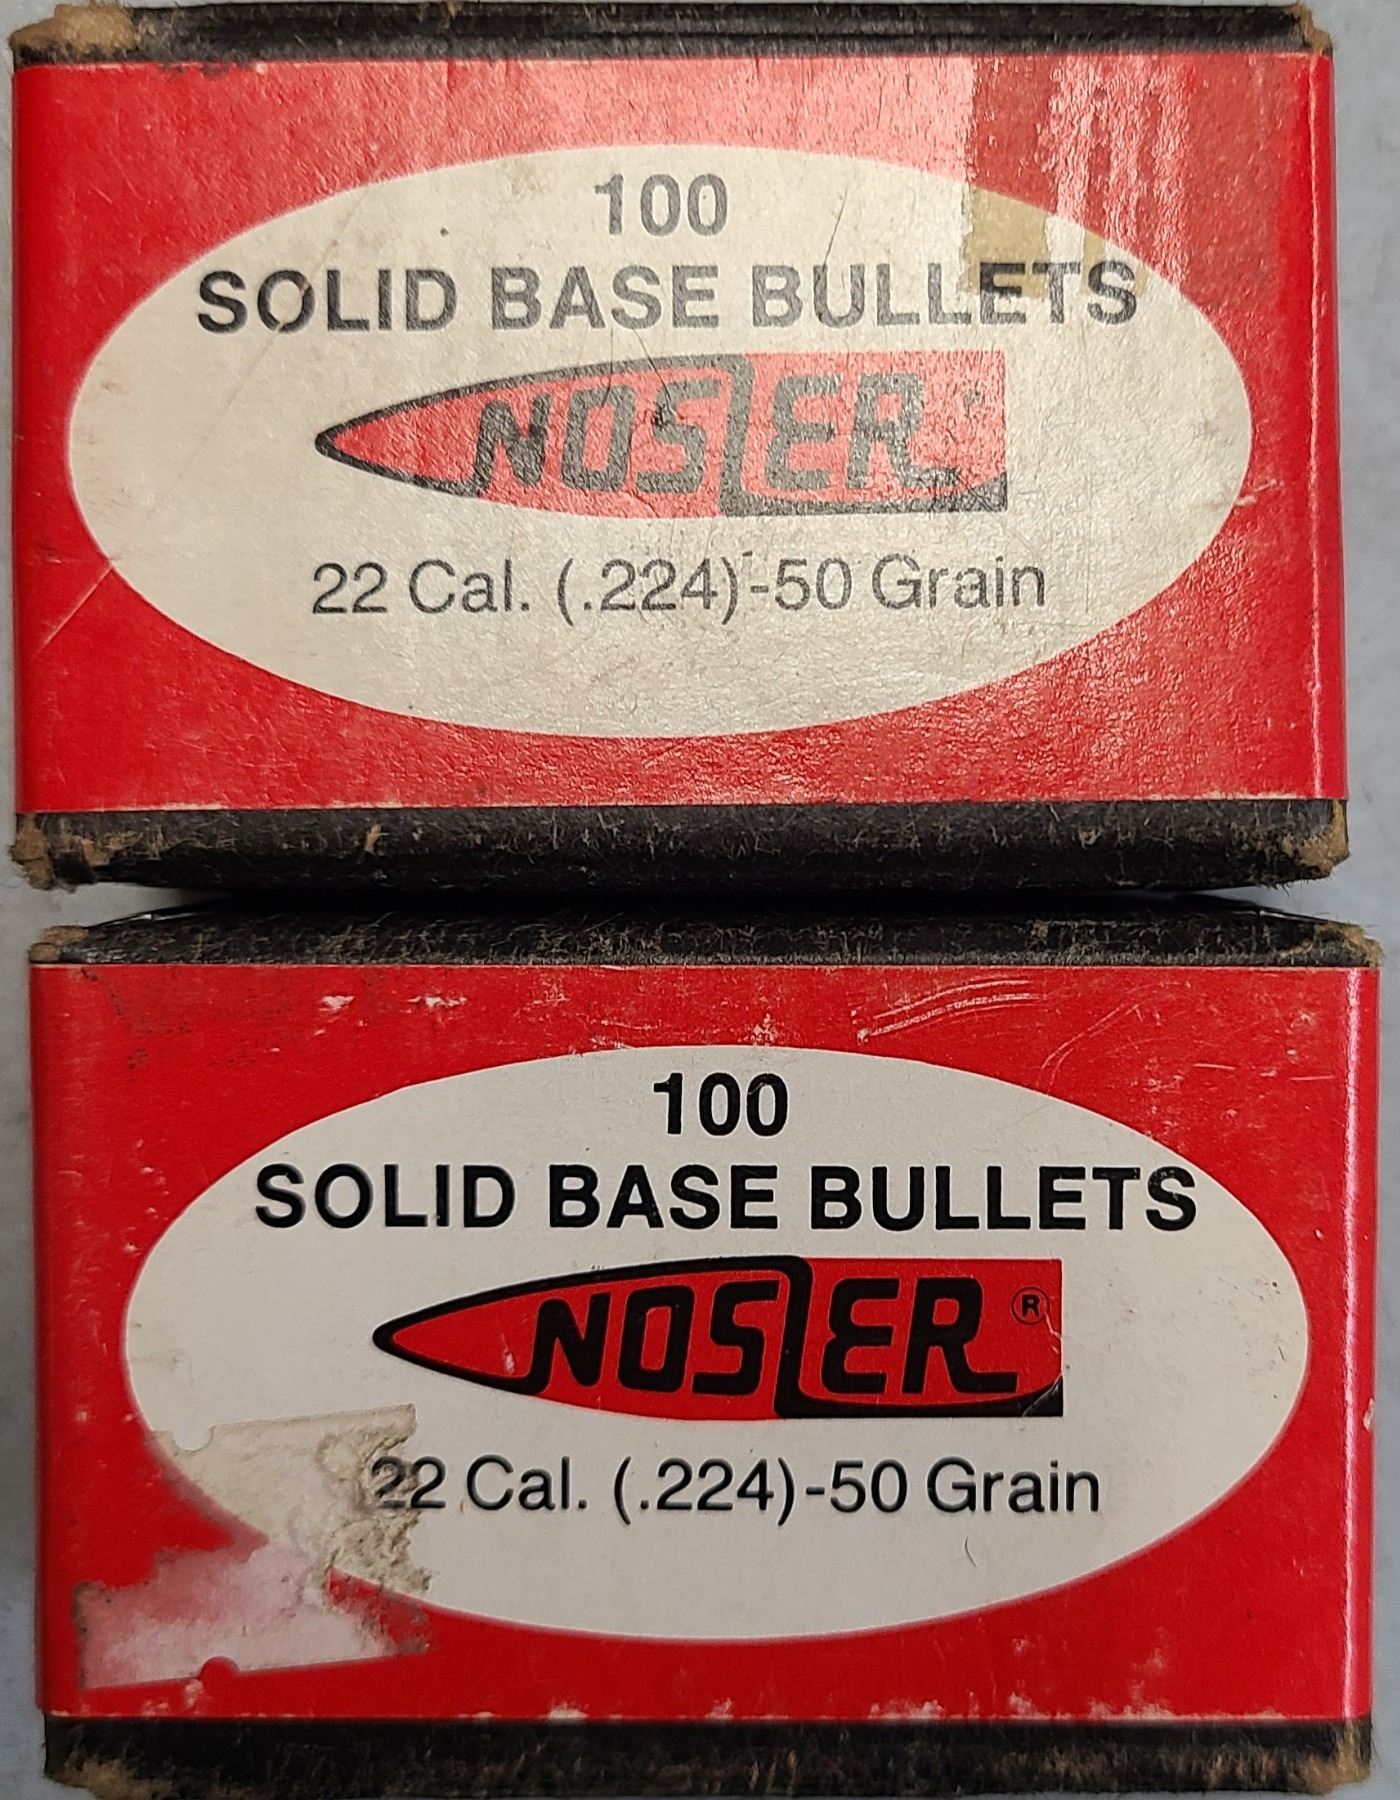 100
SOLID BASE BULLETS
NOSLER
22 Cal. (.224)-50 Grain
100
SOLID BASE BULLETS
NOSLER ®
22 Cal. (.224)-50 Grain